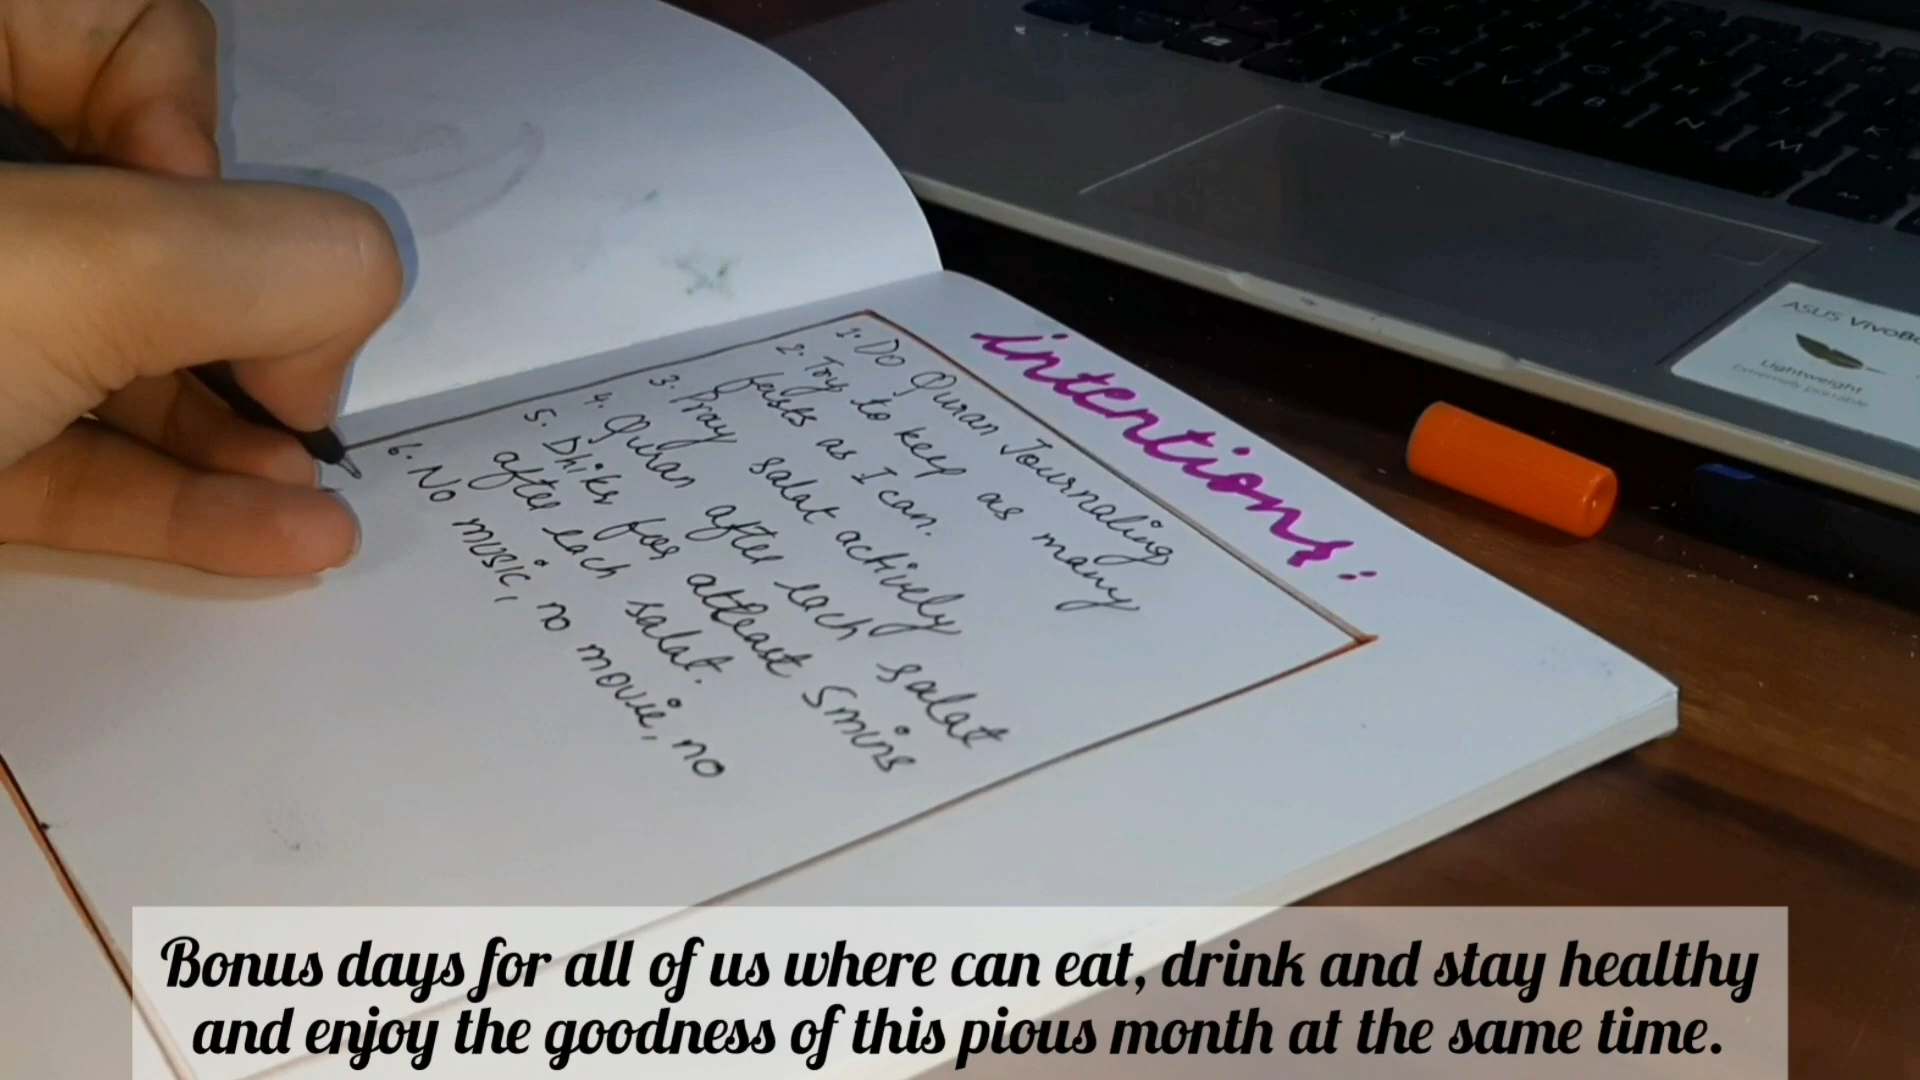 intentions:
1. Do Quran Journaling
2. Try to keep as many
feasts as I can.
3. Pray salat actively
4. Quran after each salat
5. Dhikr for atleast 5mins
after each salat.
6. No music, no movie, no
ASUS VivoBo
Lightweight
Extremely portable
Bonus days for all of us where can eat, drink and stay healthy
and enjoy the goodness of this pious month at the same time.